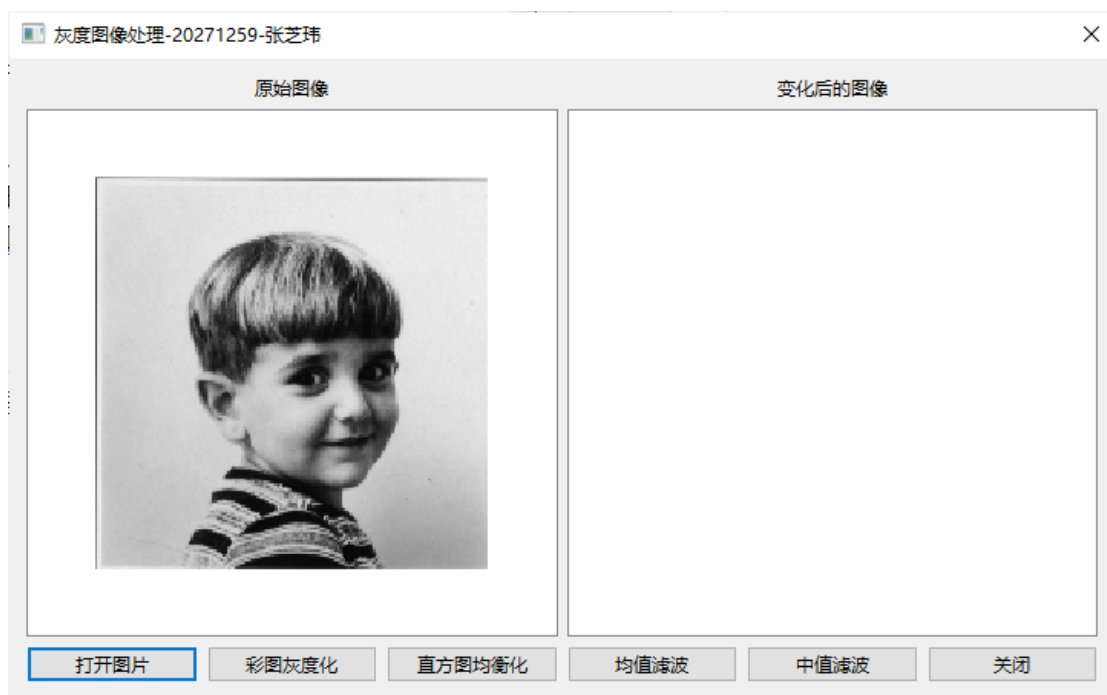 灰度图像处理-20271259-张芝玮
原始图像 变化后的图像
打开图片 彩图灰度化 直方图均衡化 均值滤波 中值滤波 关闭